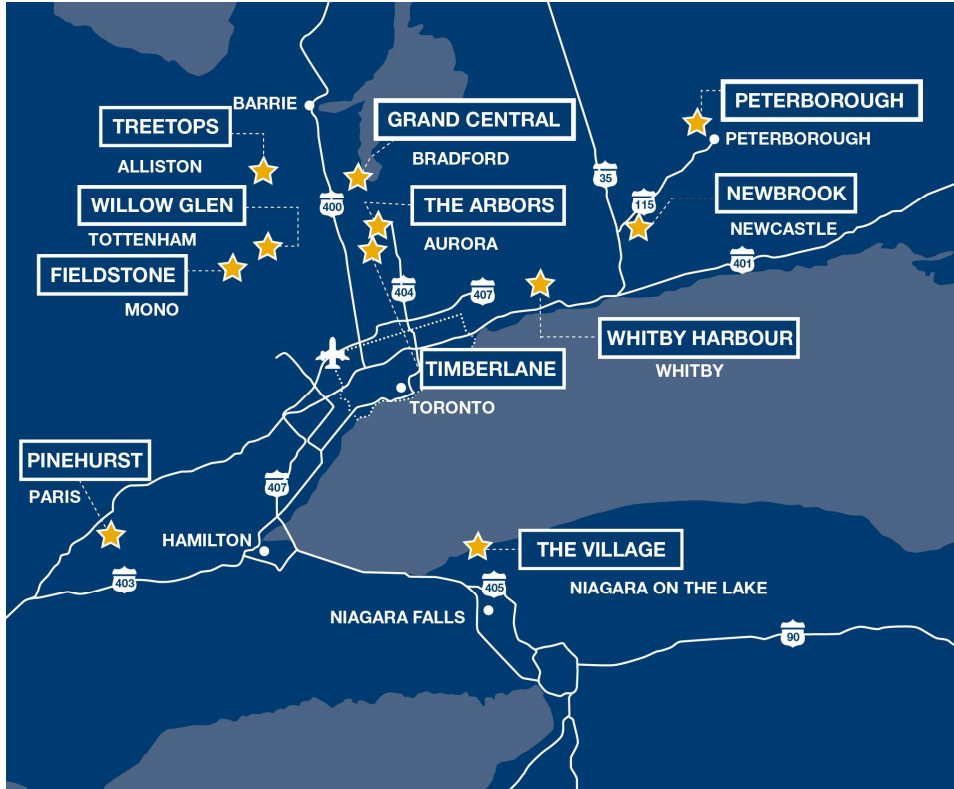 BARRIE
PETERBOROUGH
TREETOPS
GRAND CENTRAL
PETERBOROUGH
ALLISTON
BRADFORD
35
WILLOW GLEN
400
THE ARBORS
115
NEWBROOK
TOTTENHAM
AURORA
NEWCASTLE
FIELDSTONE
401
MONO
404
407
WHITBY HARBOUR
TIMBERLANE
WHITBY
TORONTO
PINEHURST
PARIS
407
HAMILTON
THE VILLAGE
403
405
NIAGARA ON THE LAKE
NIAGARA FALLS
90